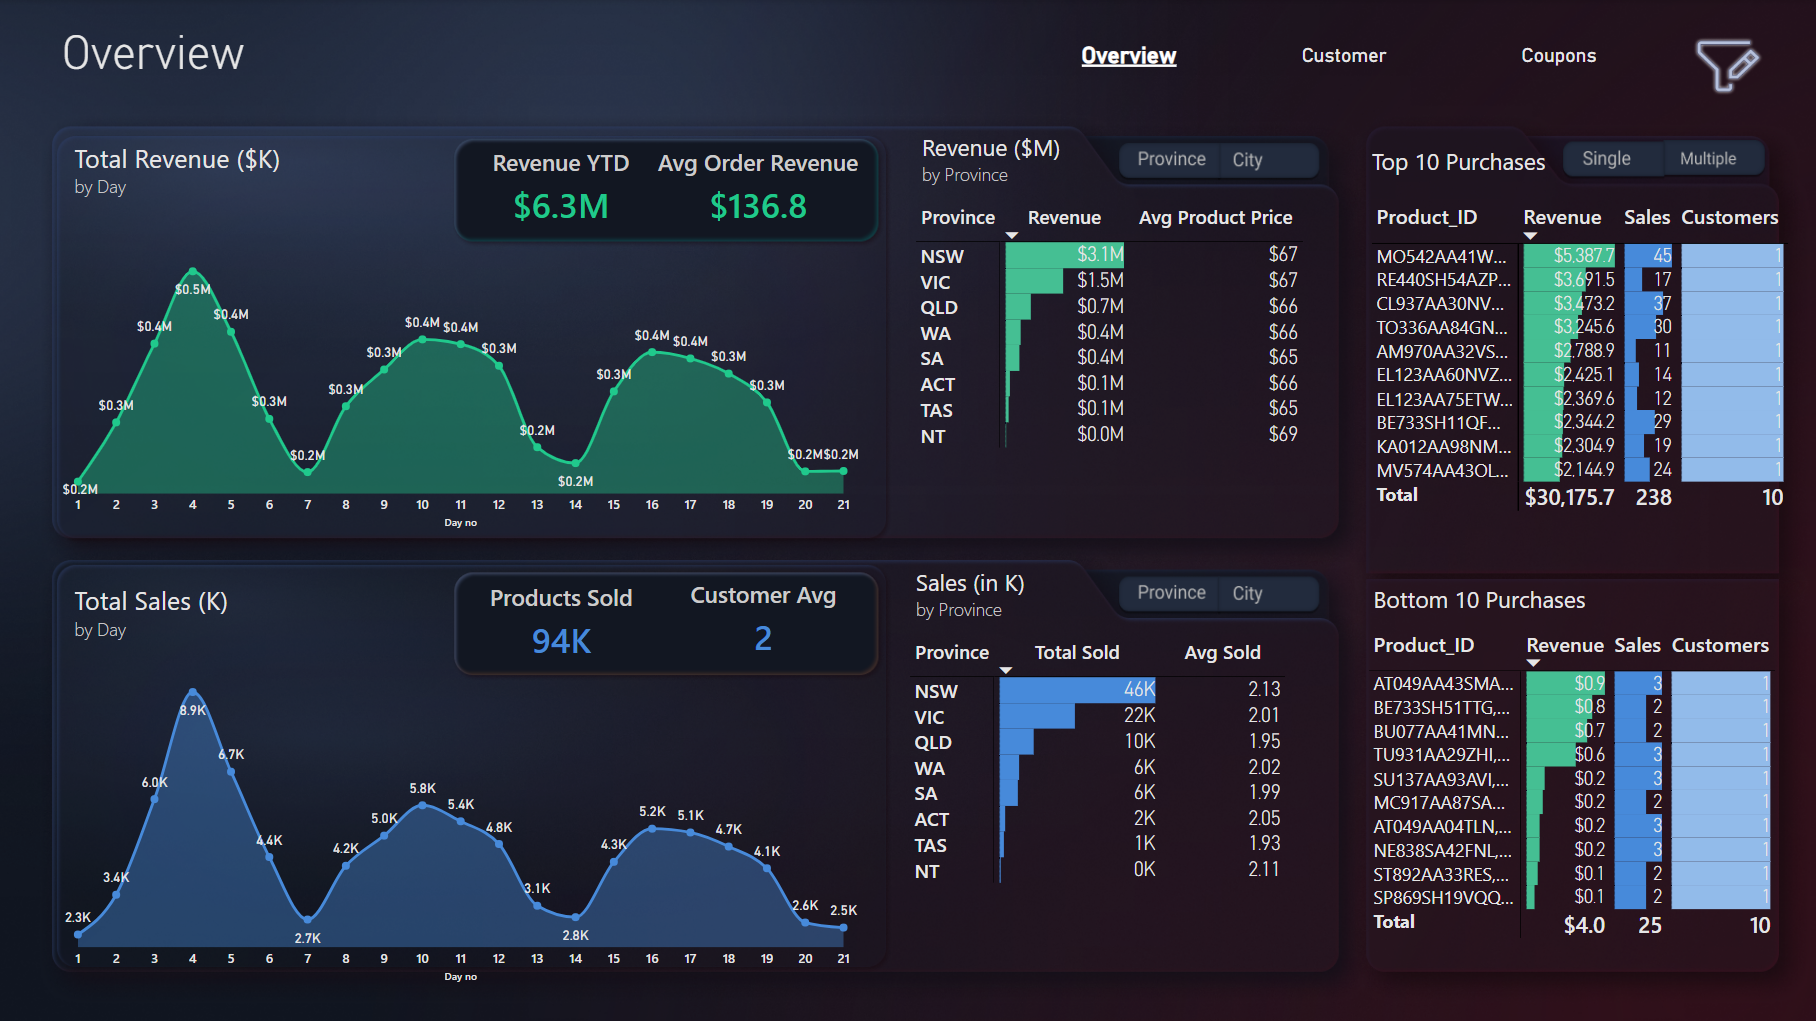 Overview
Overview Customer Coupons
Total Revenue ($K)
by Day
Revenue YTD Avg Order Revenue
$6.3M $136.8
$0.2M $0.3M $0.4M $0.5M $0.4M $0.3M $0.2M $0.3M $0.3M $0.4M $0.4M $0.3M $0.2M $0.2M $0.3M $0.4M $0.4M $0.3M $0.3M $0.2M $0.2M
1 2 3 4 5 6 7 8 9 10 11 12 13 14 15 16 17 18 19 20 21
Day no
Revenue ($M)
by Province
Province City
Province Revenue Avg Product Price
NSW $3.1M $67
VIC $1.5M $67
QLD $0.7M $66
WA $0.4M $66
SA $0.4M $65
ACT $0.1M $66
TAS $0.1M $65
NT $0.0M $69
Top 10 Purchases
Single Multiple
Product_ID Revenue Sales Customers
MO542AA41W... $5,387.7 45 1
RE440SH54AZP... $3,691.5 17 1
CL937AA30NV... $3,473.2 37 1
TO336AA84GN... $3,245.6 30 1
AM970AA32VS... $2,788.9 11 1
EL123AA60NVZ... $2,425.1 14 1
EL123AA75ETW... $2,369.6 12 1
BE733SH11QF... $2,344.2 29 1
KA012AA98NM... $2,304.9 19 1
MV574AA43OL... $2,144.9 24 1
Total $30,175.7 238 10
Total Sales (K)
by Day
Products Sold Customer Avg
94K 2
2.3K 3.4K 6.0K 8.9K 6.7K 4.4K 2.7K 4.2K 5.0K 5.8K 5.4K 4.8K 3.1K 2.8K 4.3K 5.2K 5.1K 4.7K 4.1K 2.6K 2.5K
1 2 3 4 5 6 7 8 9 10 11 12 13 14 15 16 17 18 19 20 21
Day no
Sales (in K)
by Province
Province City
Province Total Sold Avg Sold
NSW 46K 2.13
VIC 22K 2.01
QLD 10K 1.95
WA 6K 2.02
SA 6K 1.99
ACT 2K 2.05
TAS 1K 1.93
NT 0K 2.11
Bottom 10 Purchases
Product_ID Revenue Sales Customers
AT049AA43SMA... $0.9 3 1
BE733SH51TTG,... $0.8 2 1
BU077AA41MN... $0.7 2 1
TU931AA29ZHI,... $0.6 3 1
SU137AA93AVI,... $0.2 3 1
MC917AA87SA... $0.2 2 1
AT049AA04TLN,... $0.2 3 1
NE838SA42FNL,... $0.2 3 1
ST892AA33RES,... $0.1 2 1
SP869SH19VQQ... $0.1 2 1
Total $4.0 25 10